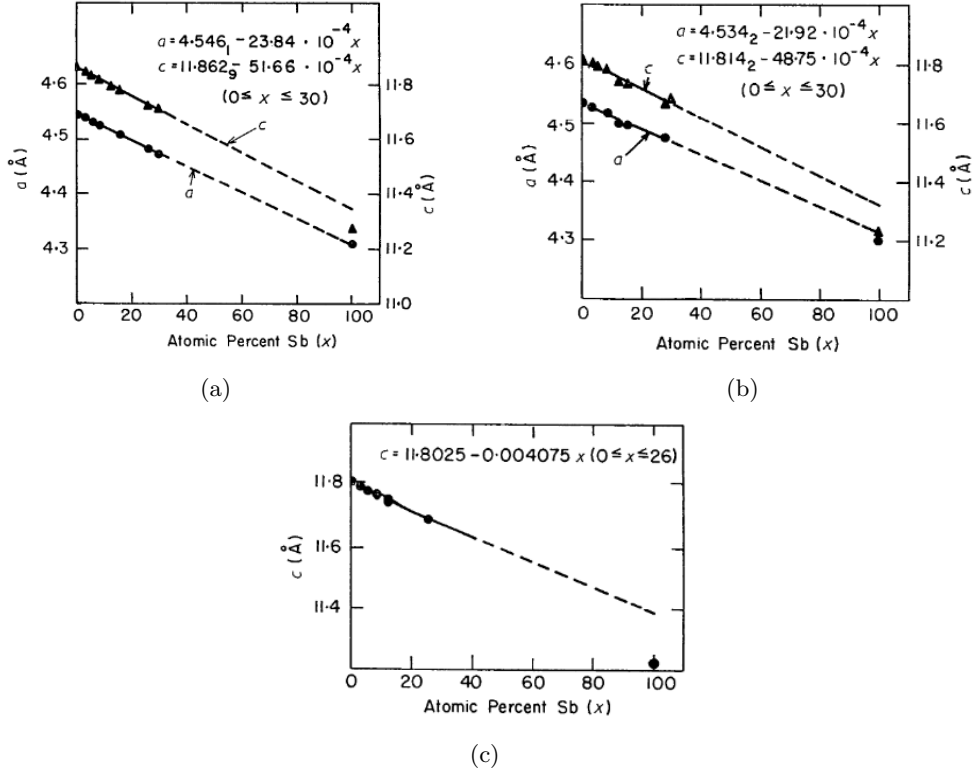 a = 4·546₁ – 23·84 · 10⁻⁴x
c = 11·862₉ – 51·66 · 10⁻⁴x
(0 ≤ x ≤ 30)
4·6
4·5
4·4
4·3
a (Å)
c
a
11·8
11·6
11·4
11·2
11·0
c (Å)
0 20 40 60 80 100
Atomic Percent Sb (x)
(a)
a = 4·534₂ – 21·92 · 10⁻⁴x
c = 11·814₂ – 48·75 · 10⁻⁴x
(0 ≤ x ≤ 30)
4·6
4·5
4·4
4·3
a (Å)
c
a
11·8
11·6
11·4
11·2
c (Å)
0 20 40 60 80 100
Atomic Percent Sb (x)
(b)
c = 11·8025 – 0·004075 x (0 ≤ x ≤ 26)
11·8
11·6
11·4
c (Å)
0 20 40 60 80 100
Atomic Percent Sb (x)
(c)